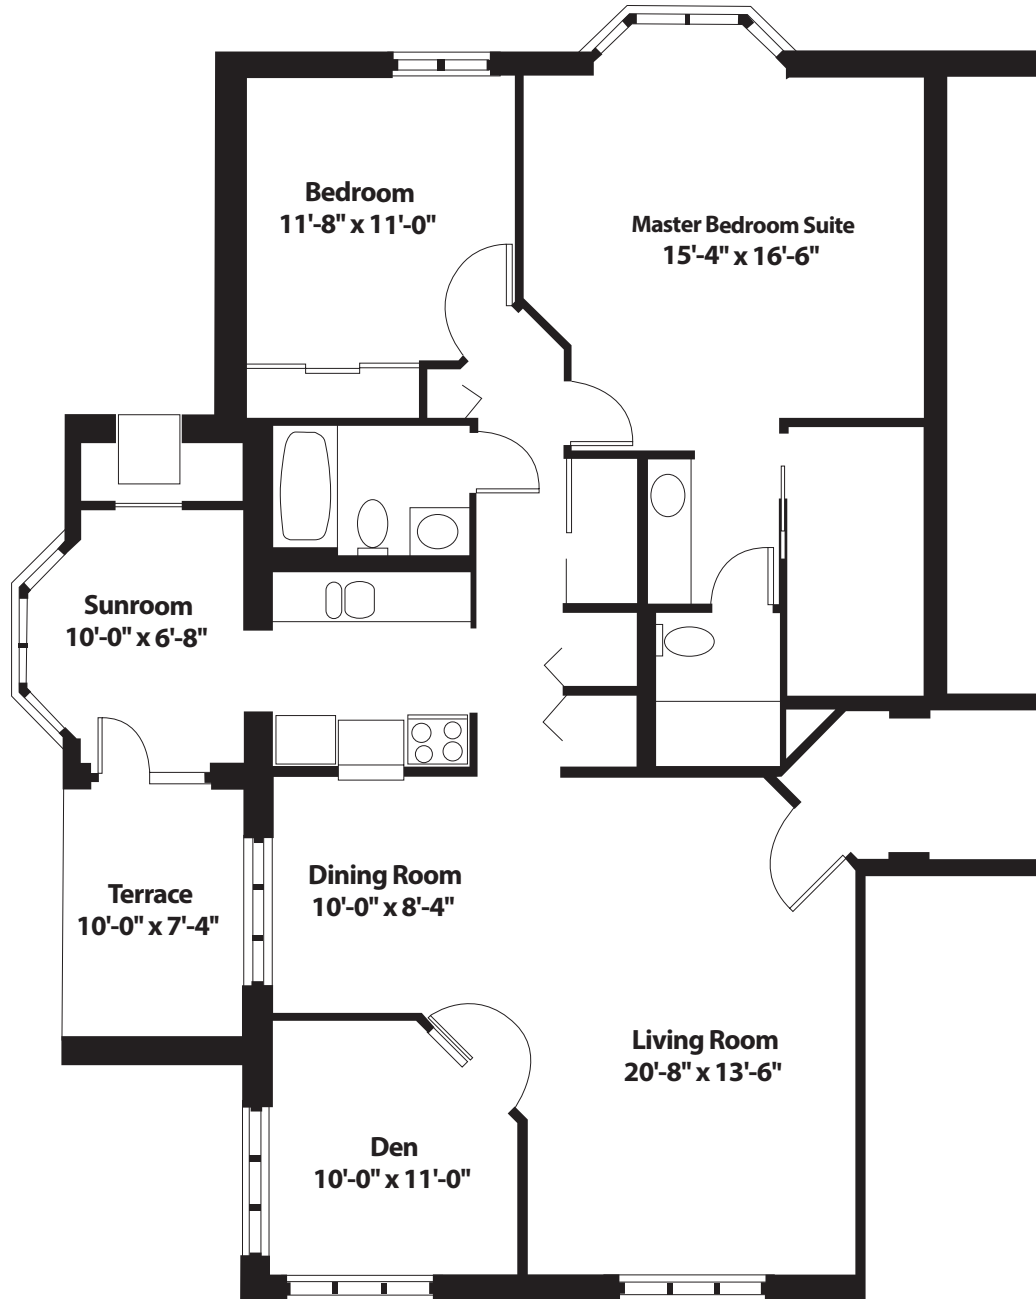 Bedroom
11'-8" x 11'-0"
Master Bedroom Suite
15'-4" x 16'-6"
Sunroom
10'-0" x 6'-8"
Dining Room
10'-0" x 8'-4"
Terrace
10'-0" x 7'-4"
Living Room
20'-8" x 13'-6"
Den
10'-0" x 11'-0"